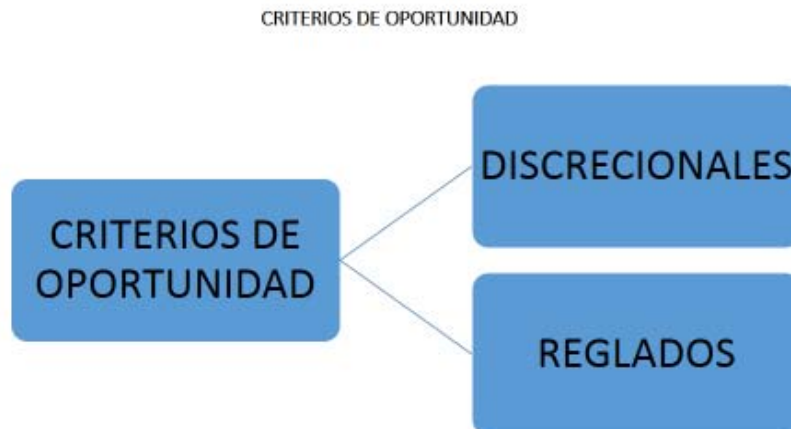 CRITERIOS DE OPORTUNIDAD
CRITERIOS DE
OPORTUNIDAD
DISCRECIONALES
REGLADOS